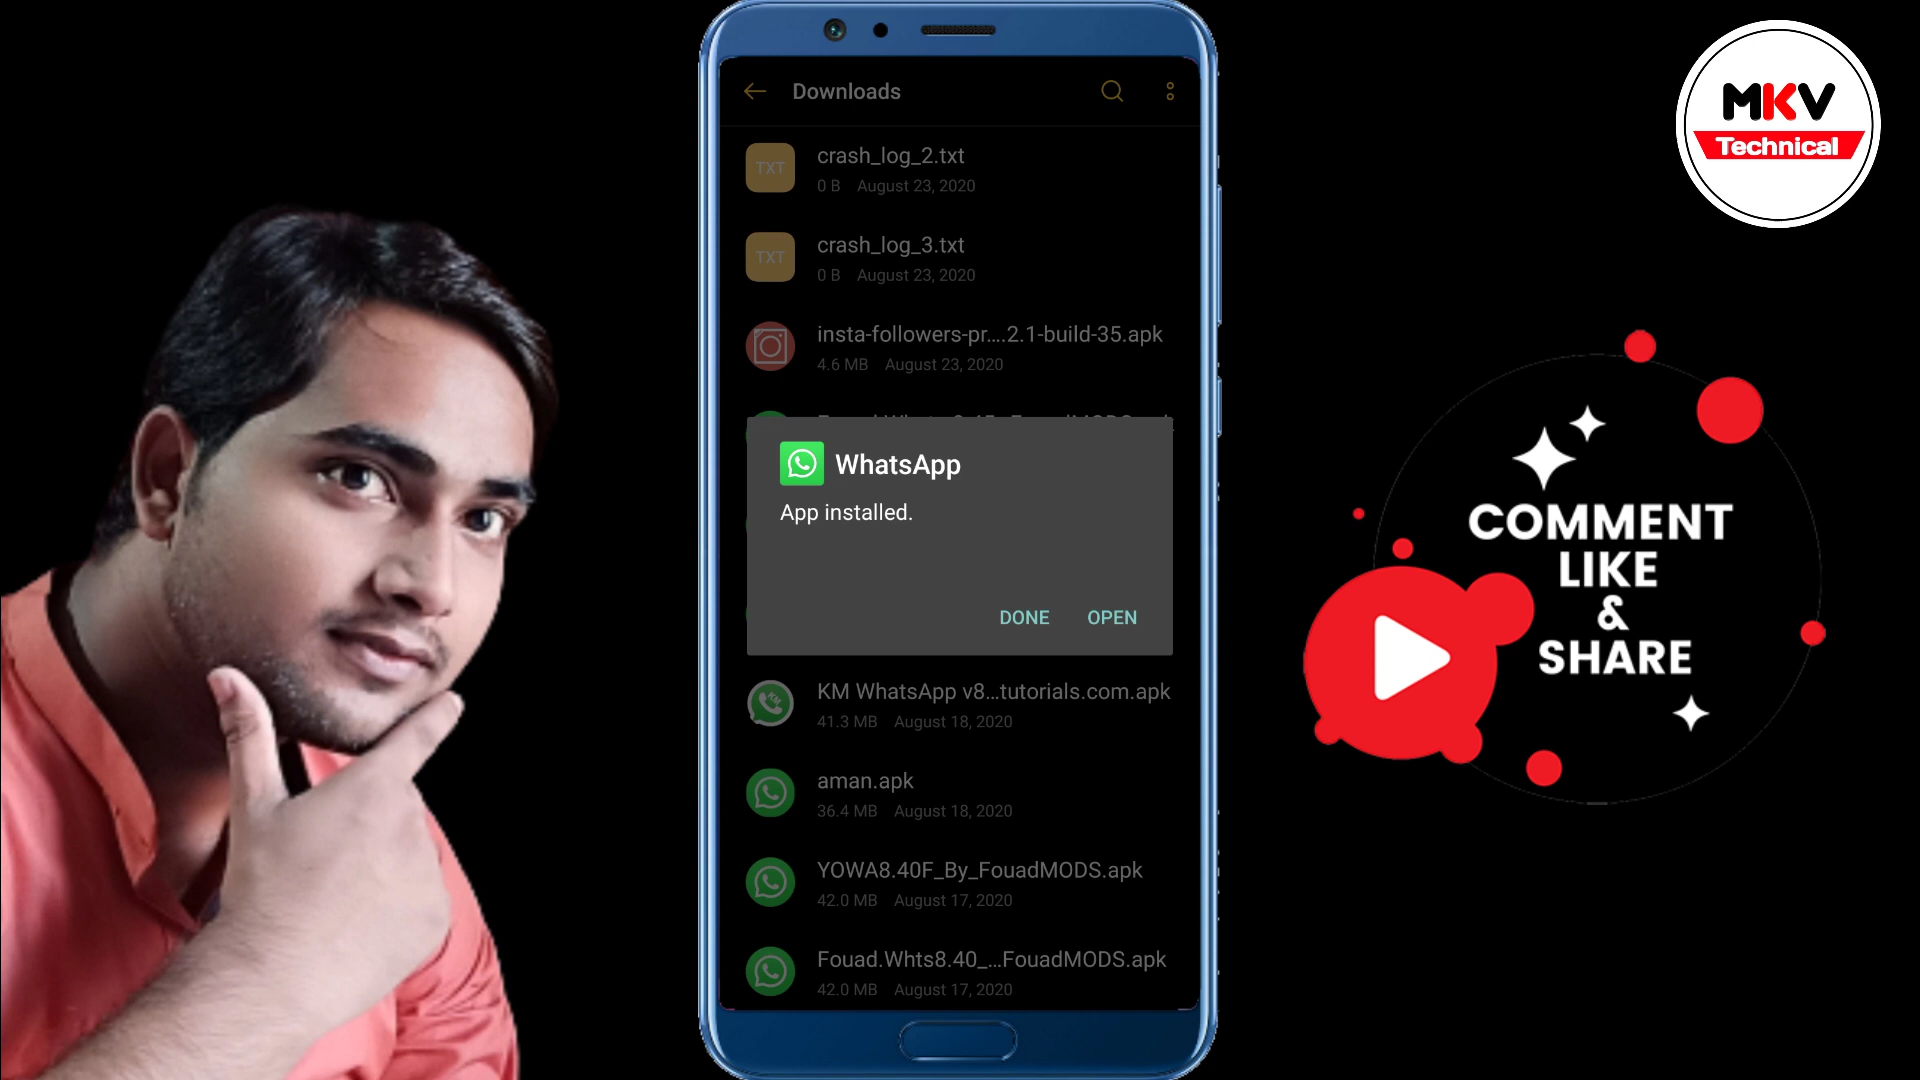 MKV
Technical
Downloads
TXT
crash_log_2.txt
0 B August 23, 2020
TXT
crash_log_3.txt
0 B August 23, 2020
insta-followers-pr....2.1-build-35.apk
4.6 MB August 23, 2020
WhatsApp
App installed.
DONE OPEN
KM
KM WhatsApp v8...tutorials.com.apk
41.3 MB August 18, 2020
aman.apk
36.4 MB August 18, 2020
YOWA8.40F_By_FouadMODS.apk
42.0 MB August 17, 2020
Fouad.Whts8.40_...FouadMODS.apk
42.0 MB August 17, 2020
COMMENT
LIKE
&
SHARE